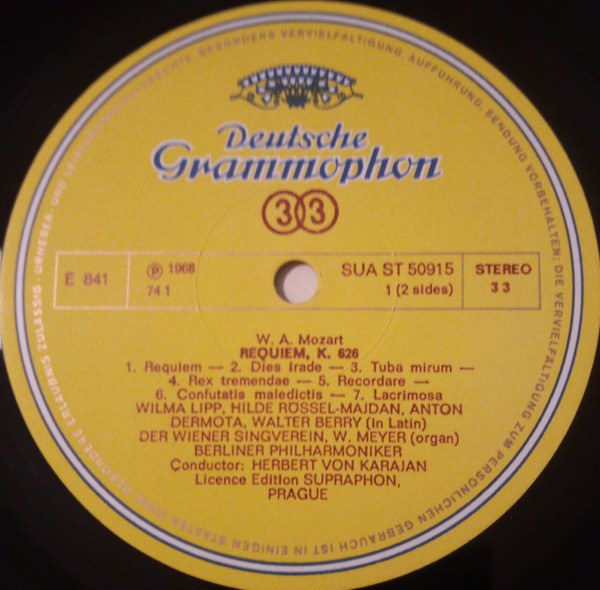 Deutsche
Grammophon
33
E 841
℗ 1968
74 1
SUA ST 50915
1 (2 sides)
STEREO
33
W. A. Mozart
REQUIEM, K. 626
1. Requiem — 2. Dies irade — 3. Tuba mirum —
4. Rex tremendae — 5. Recordare —
6. Confutatis maledictis — 7. Lacrimosa
WILMA LIPP, HILDE RÖSSEL-MAJDAN, ANTON
DERMOTA, WALTER BERRY (in Latin)
DER WIENER SINGVEREIN, W. MEYER (organ)
BERLINER PHILHARMONIKER
Conductor: HERBERT VON KARAJAN
Licence Edition SUPRAPHON,
PRAGUE
URHEBER- UND BESONDERS VERVIELFÄLTIGUNG, AUFFÜHRUNG, SENDUNG VORBEHALTEN; DIE VERVIELFÄLTIGUNG ZUM PERSÖNLICHEN GEBRAUCH IST IN EINIGEN STAATEN OHNE BESONDERE ERLAUBNIS ZULÄSSIG ·